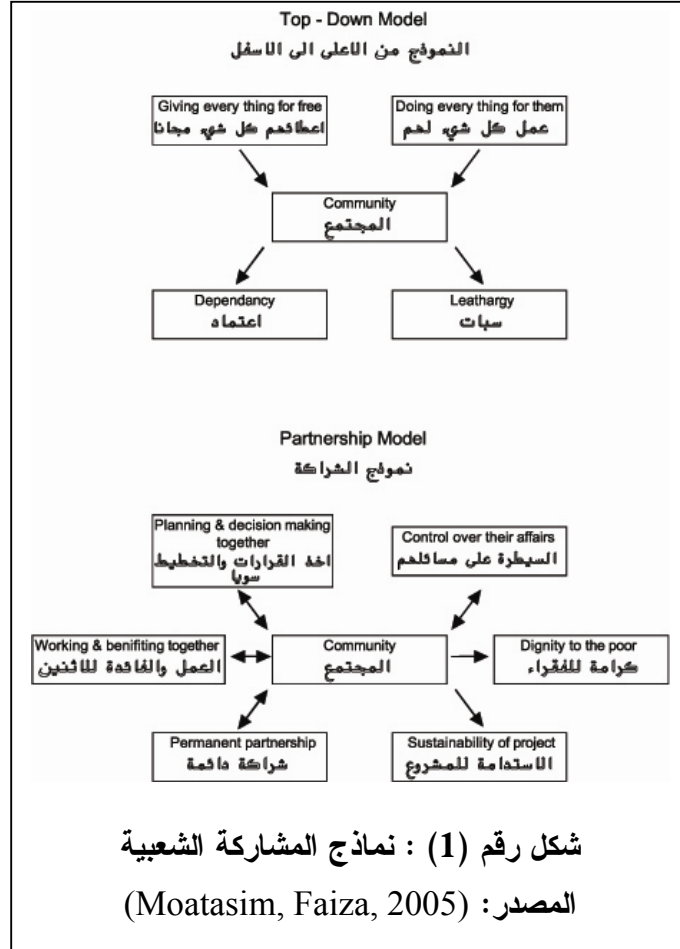 Top - Down Model
النموذج من الاعلى الى الاسفل
Giving every thing for free
اعطائهم كل شيء مجانا
Doing every thing for them
عمل كل شيء لهم
Community
المجتمع
Dependancy
اعتماد
Leathargy
سبات
Partnership Model
نموذج الشراكة
Planning & decision making
together
اخذ القرارات والتخطيط
سويا
Control over their affairs
السيطرة على مسائلهم
Working & benifiting together
العمل والفائدة للاثنين
Community
المجتمع
Dignity to the poor
كرامة للفقراء
Permanent partnership
شراكة دائمة
Sustainability of project
الاستدامة للمشروع
شكل رقم (1) : نماذج المشاركة الشعبية
المصدر: (Moatasim, Faiza, 2005)